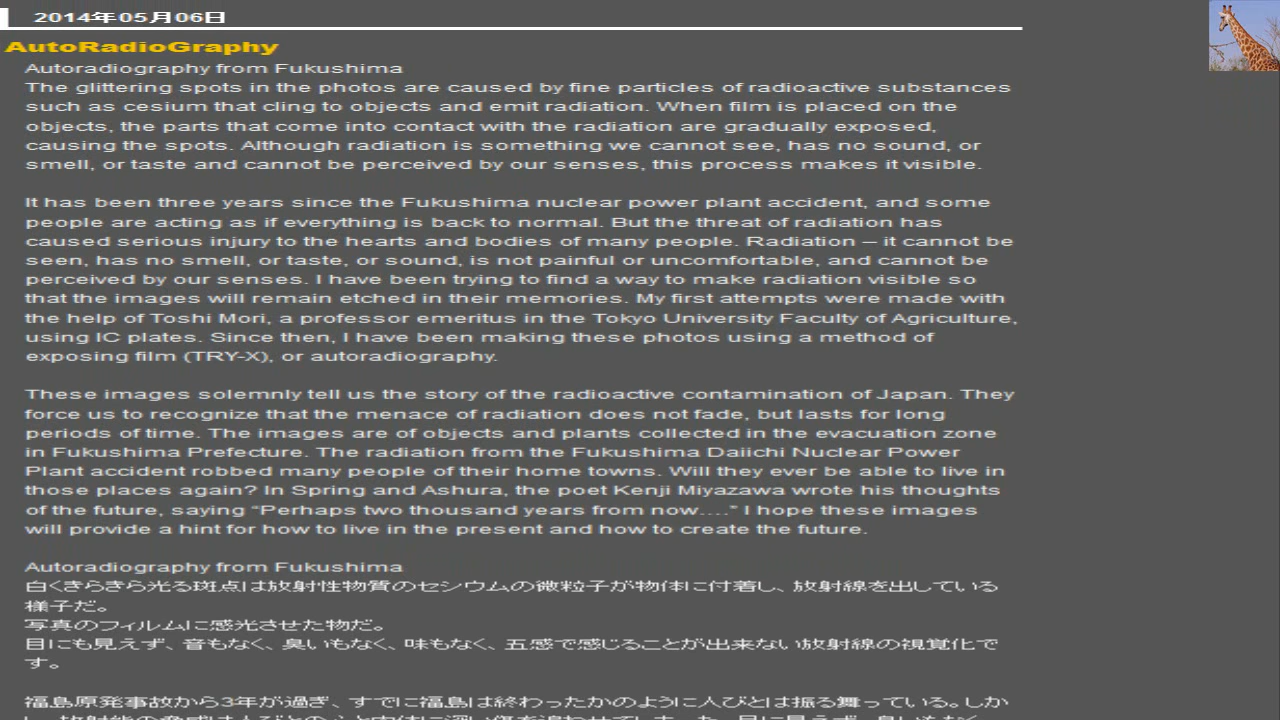 2014年05月06日
AutoRadioGraphy
Autoradiography from Fukushima
The glittering spots in the photos are caused by fine particles of radioactive substances
such as cesium that cling to objects and emit radiation. When film is placed on the
objects, the parts that come into contact with the radiation are gradually exposed,
causing the spots. Although radiation is something we cannot see, has no sound, or
smell, or taste and cannot be perceived by our senses, this process makes it visible.
It has been three years since the Fukushima nuclear power plant accident, and some
people are acting as if everything is back to normal. But the threat of radiation has
caused serious injury to the hearts and bodies of many people. Radiation – it cannot be
seen, has no smell, or taste, or sound, is not painful or uncomfortable, and cannot be
perceived by our senses. I have been trying to find a way to make radiation visible so
that the images will remain etched in their memories. My first attempts were made with
the help of Toshi Mori, a professor emeritus in the Tokyo University Faculty of Agriculture,
using IC plates. Since then, I have been making these photos using a method of
exposing film (TRY-X), or autoradiography.
These images solemnly tell us the story of the radioactive contamination of Japan. They
force us to recognize that the menace of radiation does not fade, but lasts for long
periods of time. The images are of objects and plants collected in the evacuation zone
in Fukushima Prefecture. The radiation from the Fukushima Daiichi Nuclear Power
Plant accident robbed many people of their home towns. Will they ever be able to live in
those places again? In Spring and Ashura, the poet Kenji Miyazawa wrote his thoughts
of the future, saying “Perhaps two thousand years from now….” I hope these images
will provide a hint for how to live in the present and how to create the future.
Autoradiography from Fukushima
白くきらきら光る斑点は放射性物質のセシウムの微粒子が物体に付着し、放射線を出している
様子だ。
写真のフィルムに感光させた物だ。
目にも見えず、音もなく、臭いもなく、味もなく、五感で感じることが出来ない放射線の視覚化で
す。
福島原発事故から3年が過ぎ、すでに福島は終わったかのように人びとは振る舞っている。しか